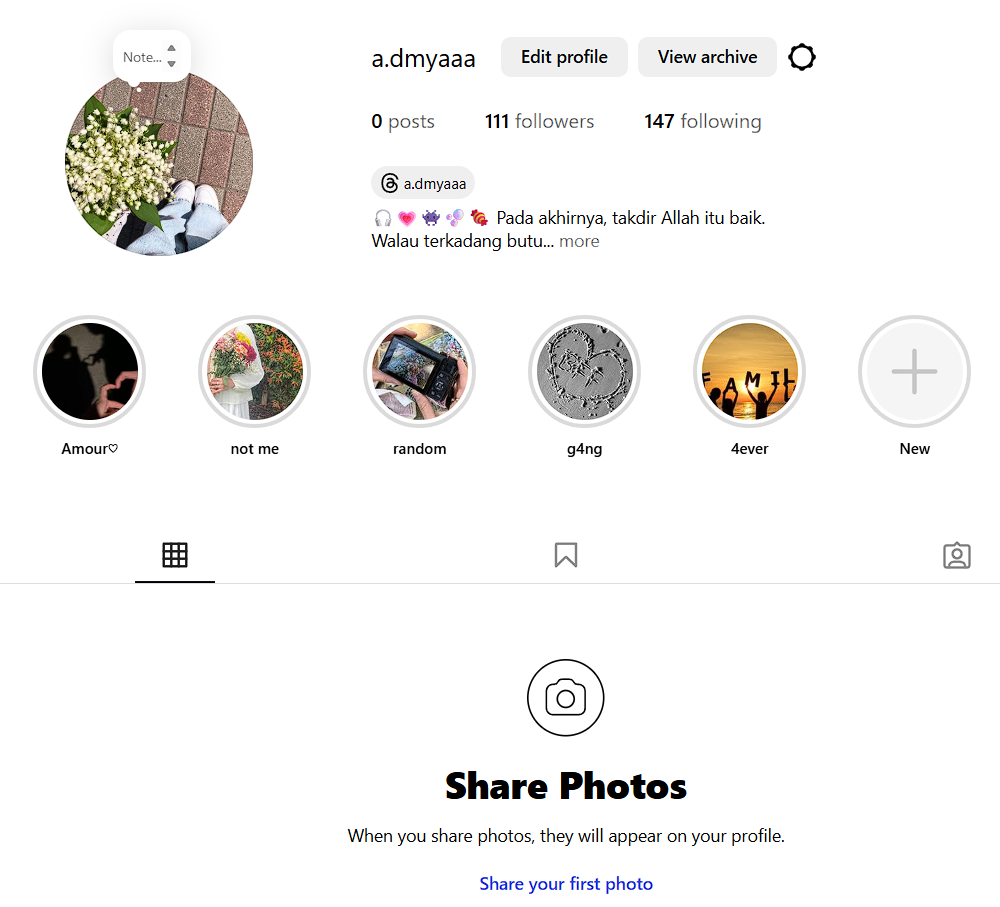 Note...
a.dmyaaa Edit profile View archive
0 posts 111 followers 147 following
a.dmyaaa
🎧 💗 👾 🫧 🫀 Pada akhirnya, takdir Allah itu baik.
Walau terkadang butu... more
FAMIL
Amour♡ not me random g4ng 4ever New
Share Photos
When you share photos, they will appear on your profile.
Share your first photo